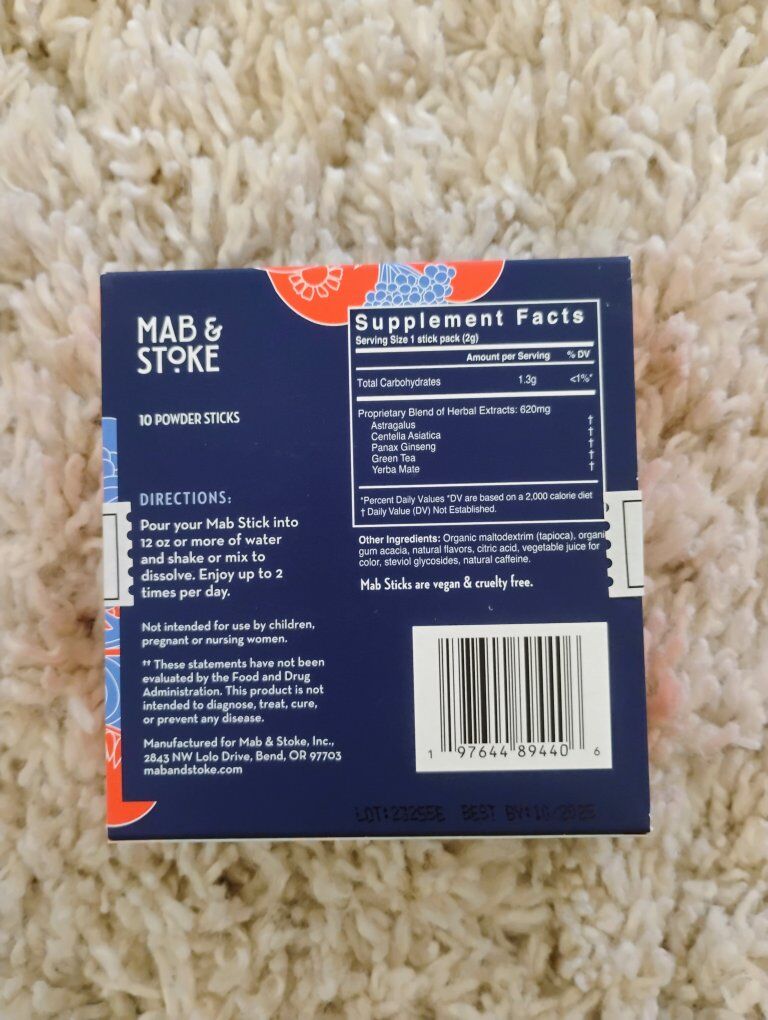 MAB &
STOKE
10 POWDER STICKS
DIRECTIONS:
Pour your Mab Stick into
12 oz or more of water
and shake or mix to
dissolve. Enjoy up to 2
times per day.
Not intended for use by children,
pregnant or nursing women.
†† These statements have not been
evaluated by the Food and Drug
Administration. This product is not
intended to diagnose, treat, cure,
or prevent any disease.
Manufactured for Mab & Stoke, Inc.,
2843 NW Lolo Drive, Bend, OR 97703
mabandstoke.com
Supplement Facts
Serving Size 1 stick pack (2g)
Amount per Serving % DV
Total Carbohydrates 1.3g <1%*
Proprietary Blend of Herbal Extracts: 620mg
Astragalus †
Centella Asiatica †
Panax Ginseng †
Green Tea †
Yerba Mate †
*Percent Daily Values *DV are based on a 2,000 calorie diet
† Daily Value (DV) Not Established.
Other Ingredients: Organic maltodextrim (tapioca), organi
gum acacia, natural flavors, citric acid, vegetable juice for
color, steviol glycosides, natural caffeine.
Mab Sticks are vegan & cruelty free.
1 97644 89440 6
LOT: BEST BY:10/2025